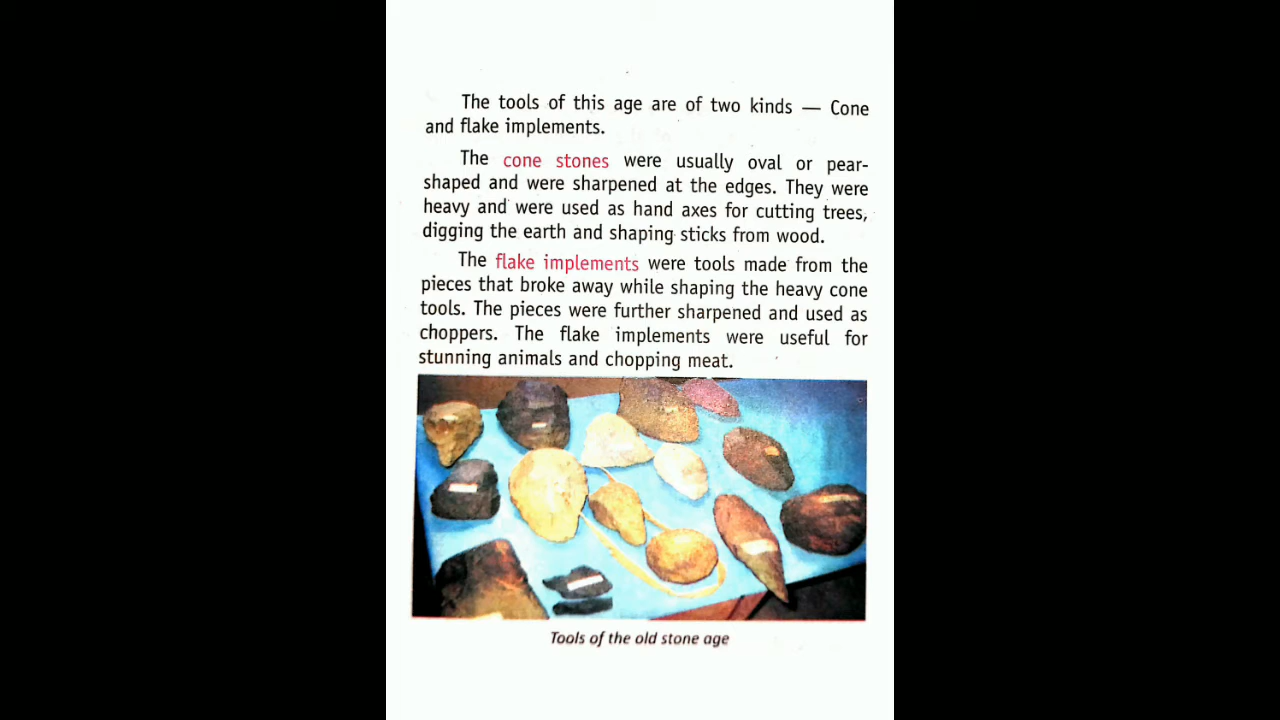 The tools of this age are of two kinds — Cone
and flake implements.
The cone stones were usually oval or pear-
shaped and were sharpened at the edges. They were
heavy and were used as hand axes for cutting trees,
digging the earth and shaping sticks from wood.
The flake implements were tools made from the
pieces that broke away while shaping the heavy cone
tools. The pieces were further sharpened and used as
choppers. The flake implements were useful for
stunning animals and chopping meat.
Tools of the old stone age